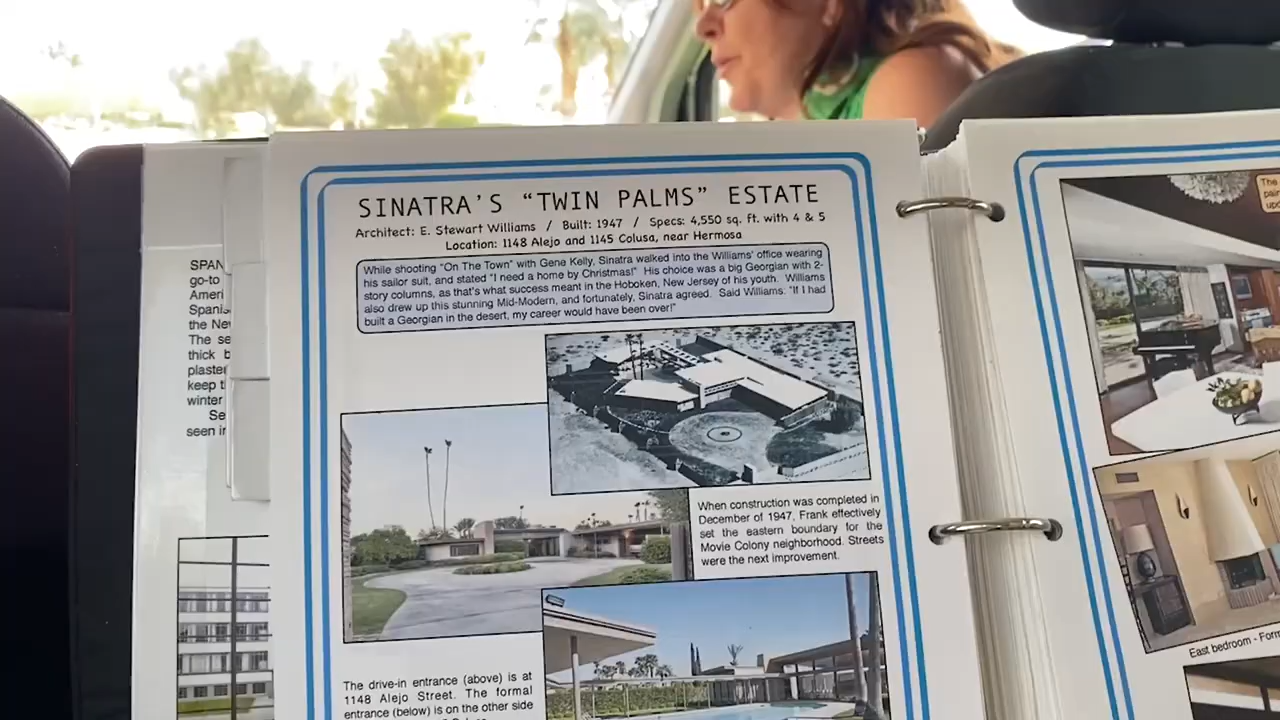 SPAN
go-to
Ameri
Spanis
the Ne
The se
thick b
plaste
keep t
winter
Se
seen ir
SINATRA'S “TWIN PALMS” ESTATE
Architect: E. Stewart Williams / Built: 1947 / Specs: 4,550 sq. ft. with 4 & 5
Location: 1148 Alejo and 1145 Colusa, near Hermosa
While shooting "On The Town" with Gene Kelly, Sinatra walked into the Williams' office wearing
his sailor suit, and stated "I need a home by Christmas!" His choice was a big Georgian with 2-
story columns, as that's what success meant in the Hoboken, New Jersey of his youth. Williams
also drew up this stunning Mid-Modern, and fortunately, Sinatra agreed. Said Williams: "If I had
built a Georgian in the desert, my career would have been over!"
When construction was completed in
December of 1947, Frank effectively
set the eastern boundary for the
Movie Colony neighborhood. Streets
were the next improvement.
The drive-in entrance (above) is at
1148 Alejo Street. The formal
entrance (below) is on the other side
The
East bedroom - Form